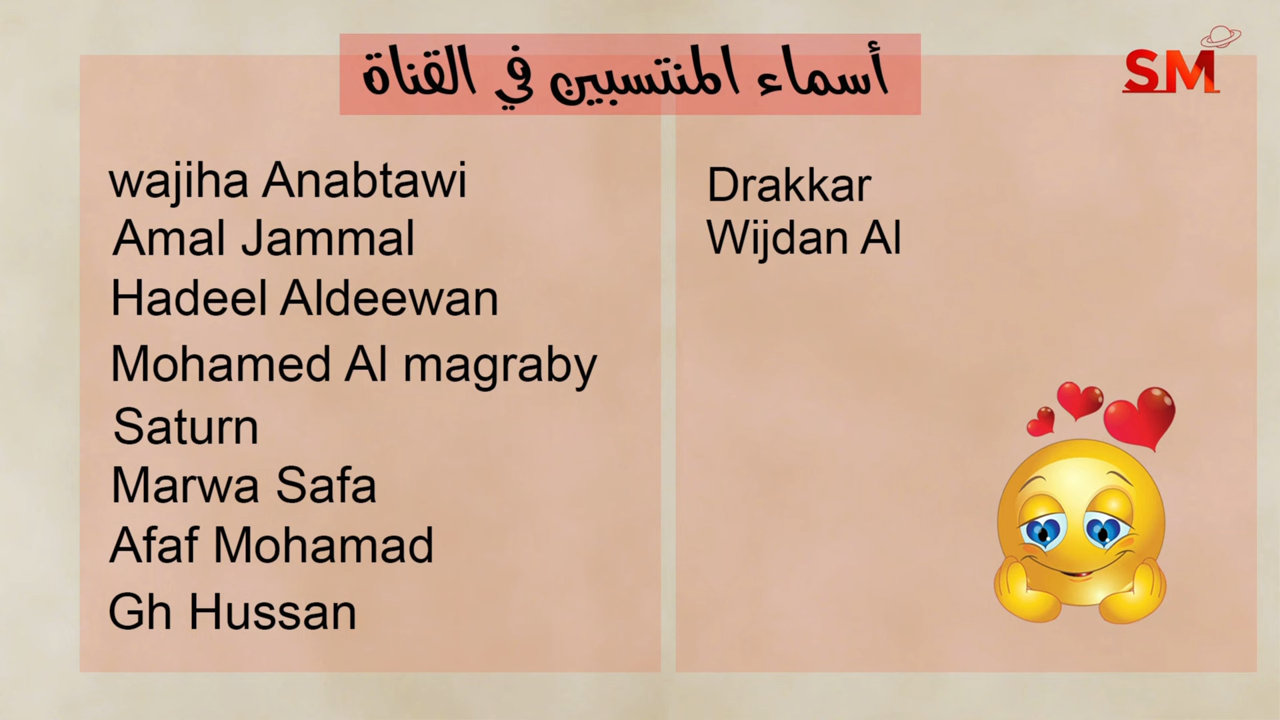 أسماء المنتسبين في القناة
SM
wajiha Anabtawi
Amal Jammal
Hadeel Aldeewan
Mohamed Al magraby
Saturn
Marwa Safa
Afaf Mohamad
Gh Hussan
Drakkar
Wijdan Al